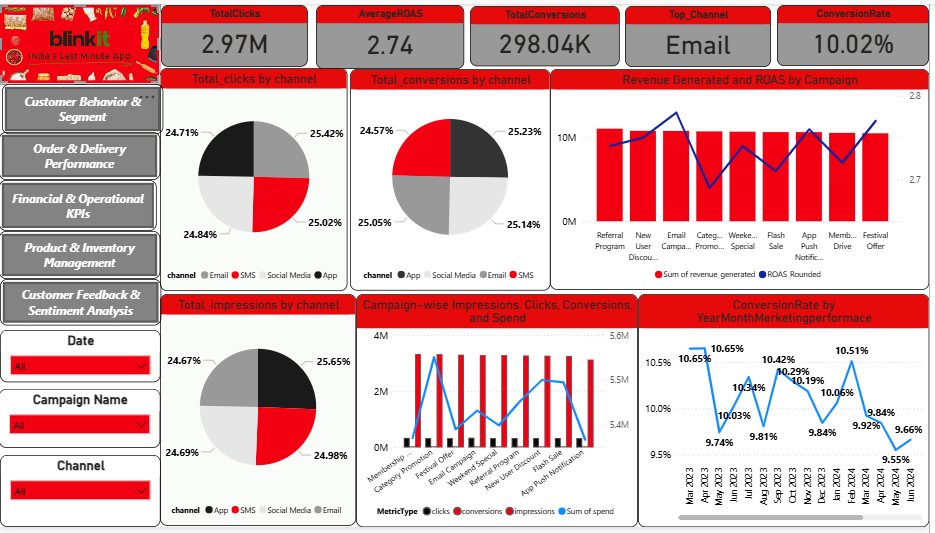 blinkit
India's Last Minute App
TotalClicks
2.97M
AverageROAS
2.74
TotalConversions
298.04K
Top_Channel
Email
ConversionRate
10.02%
Customer Behavior &
Segment
Order & Delivery
Performance
Financial & Operational
KPIs
Product & Inventory
Management
Customer Feedback &
Sentiment Analysis
Date
All
Campaign Name
All
Channel
All
Total_clicks by channel
24.71%
25.42%
24.84%
25.02%
channel Email SMS Social Media App
Total_conversions by channel
24.57%
25.23%
25.05%
25.14%
channel App Social Media Email SMS
Revenue Generated and ROAS by Campaign
10M
0M
2.8
2.7
Referral
Program
New
User
Discou...
Email
Campa...
Categ...
Promo...
Weeke...
Special
Flash
Sale
App
Push
Notific...
Memb...
Drive
Festival
Offer
Sum of revenue_generated ROAS_Rounded
Total_impressions by channel
24.67%
25.65%
24.69%
24.98%
channel App SMS Social Media Email
Campaign-wise Impressions, Clicks, Conversions,
and Spend
4M
2M
0M
5.6M
5.5M
5.4M
Membership ...
Category Promotion
Festival Offer
Email Campaign
Weekend Special
Referral Program
New User Discount
Flash Sale
App Push Notification
MetricType clicks conversions impressions Sum of spend
ConversionRate by
YearMonthMerketingperformace
10.5%
10.0%
9.5%
10.65%
10.65%
9.74%
10.03%
10.34%
9.81%
10.42%
10.29%
10.19%
9.84%
10.06%
10.51%
9.92%
9.84%
9.55%
9.66%
Mar 2023
Apr 2023
May 2023
Jun 2023
Jul 2023
Aug 2023
Sep 2023
Oct 2023
Nov 2023
Dec 2023
Jan 2024
Feb 2024
Mar 2024
Apr 2024
May 2024
Jun 2024